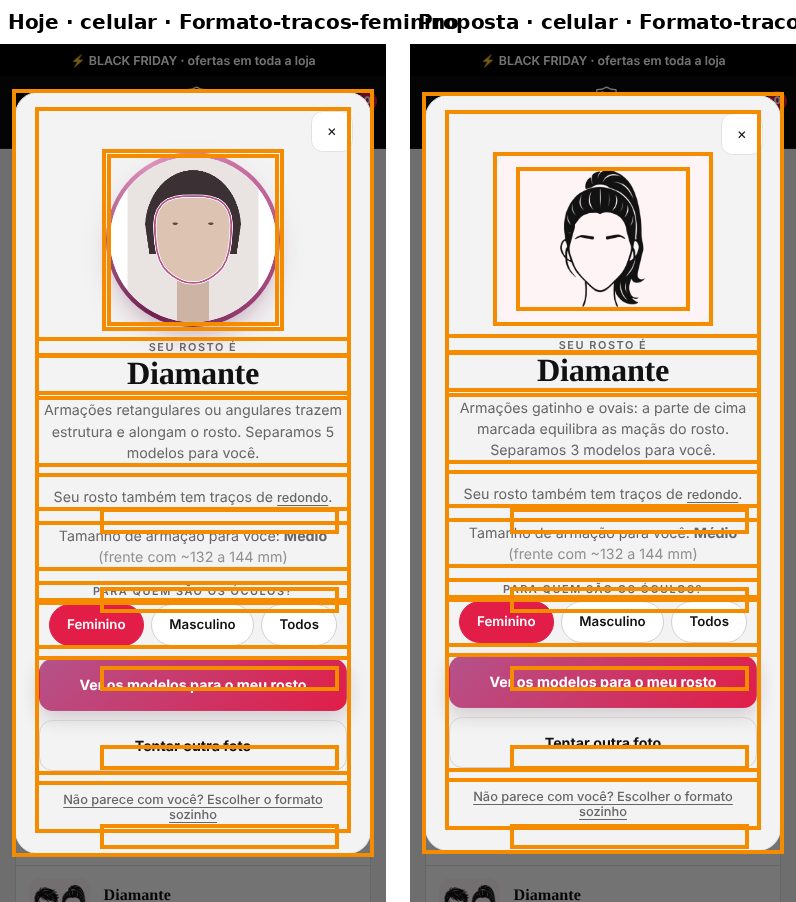 Hoje · celular · Formato-tracos-feminino
Proposta · celular · Formato-traco
⚡ BLACK FRIDAY · ofertas em toda a loja
×
SEU ROSTO É
Diamante
Armações retangulares ou angulares trazem
estrutura e alongam o rosto. Separamos 5
modelos para você.
Seu rosto também tem traços de redondo.
Tamanho de armação para você: Médio
(frente com ~132 a 144 mm)
PARA QUEM SÃO OS ÓCULOS?
Feminino
Masculino
Todos
Ver os modelos para o meu rosto
Tentar outra foto
Não parece com você? Escolher o formato
sozinho
Diamante
⚡ BLACK FRIDAY · ofertas em toda a loja
×
SEU ROSTO É
Diamante
Armações gatinho e ovais: a parte de cima
marcada equilibra as maçãs do rosto.
Separamos 3 modelos para você.
Seu rosto também tem traços de redondo.
Tamanho de armação para você: Médio
(frente com ~132 a 144 mm)
PARA QUEM SÃO OS ÓCULOS?
Feminino
Masculino
Todos
Ver os modelos para o meu rosto
Tentar outra foto
Não parece com você? Escolher o formato
sozinho
Diamante